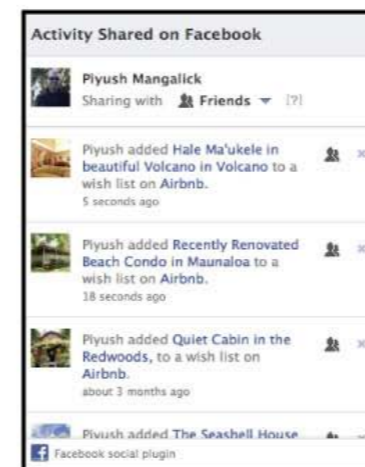 Activity Shared on Facebook
Piyush Mangalick
Sharing with Friends [?]
Piyush added Hale Ma'ukele in
beautiful Volcano in Volcano to a
wish list on Airbnb.
5 seconds ago
Piyush added Recently Renovated
Beach Condo in Maunaloa to a
wish list on Airbnb.
18 seconds ago
Piyush added Quiet Cabin in the
Redwoods, to a wish list on
Airbnb.
about 3 months ago
Piyush added The Seashell House
Facebook social plugin